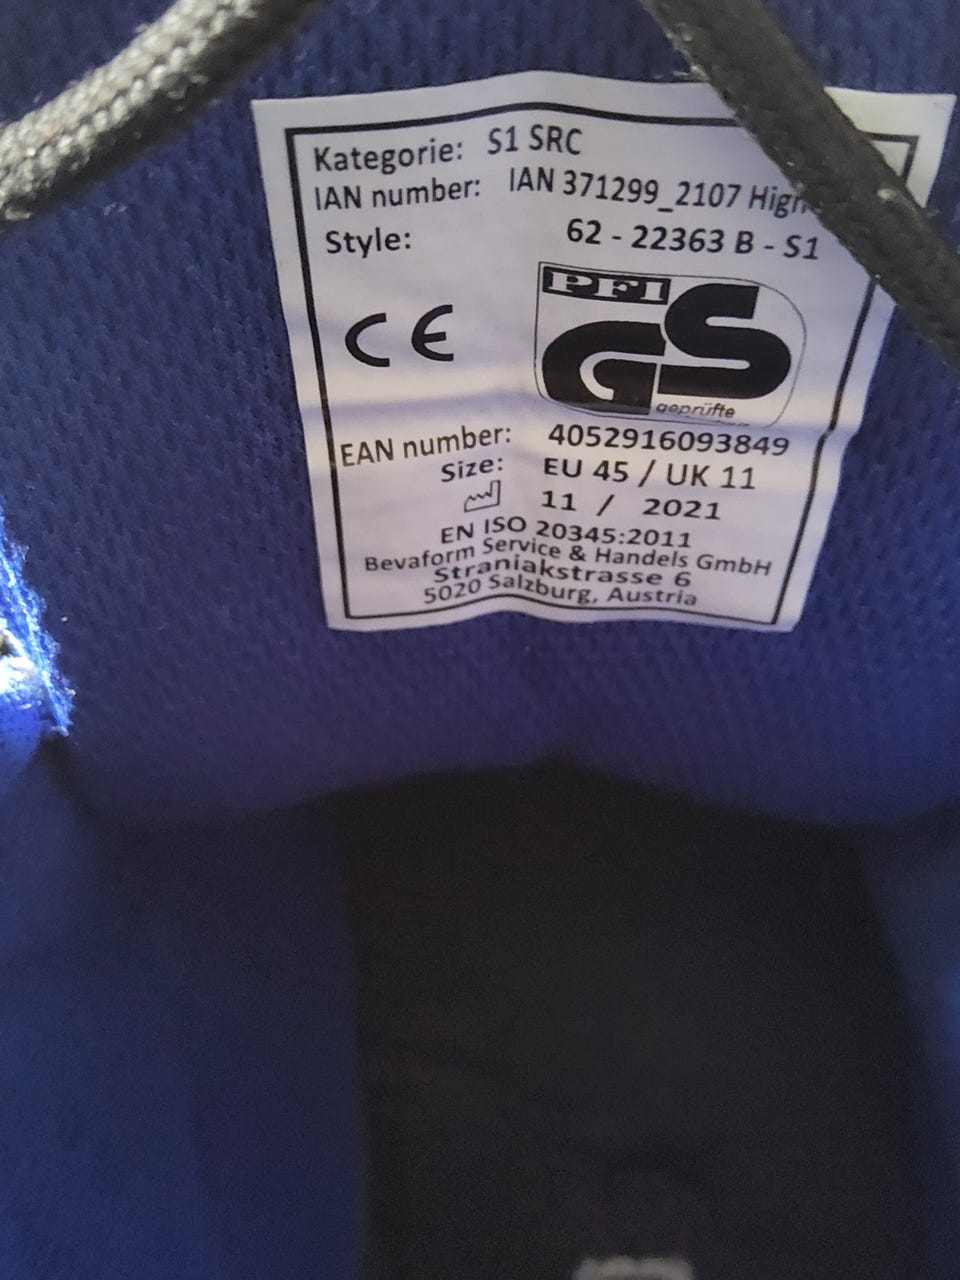 Kategorie: S1 SRC
IAN number: IAN 371299_2107 High
Style: 62 - 22363 B - S1
CE
PFI
GS
geprüfte
EAN number: 4052916093849
Size: EU 45 / UK 11
11 / 2021
EN ISO 20345:2011
Bevaform Service & Handels GmbH
Straniakstrasse 6
5020 Salzburg, Austria